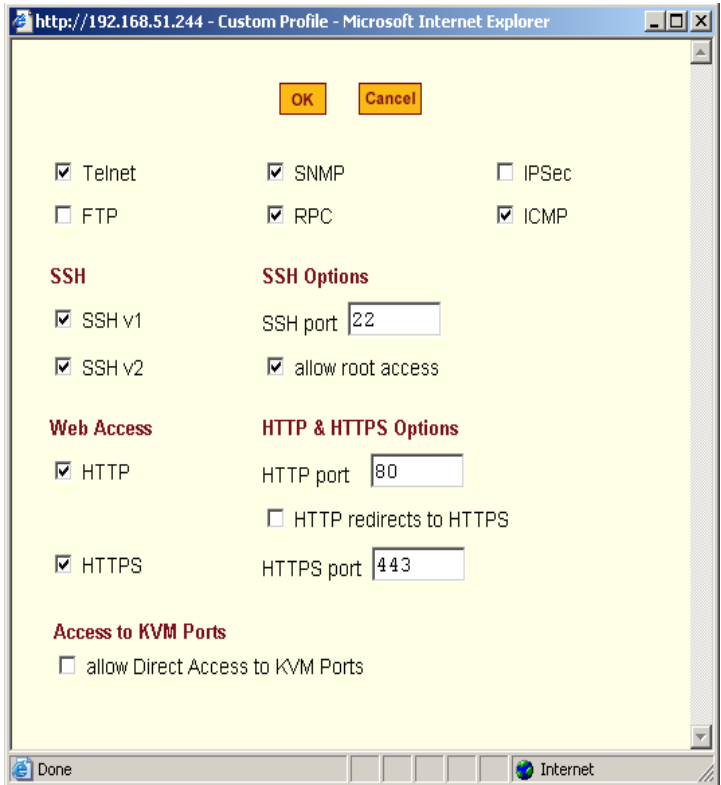 http://192.168.51.244 - Custom Profile - Microsoft Internet Explorer
OK Cancel
Telnet SNMP IPSec
FTP RPC ICMP
SSH SSH Options
SSH v1 SSH port 22
SSH v2 allow root access
Web Access HTTP & HTTPS Options
HTTP HTTP port 80
HTTP redirects to HTTPS
HTTPS HTTPS port 443
Access to KVM Ports
allow Direct Access to KVM Ports
Done Internet